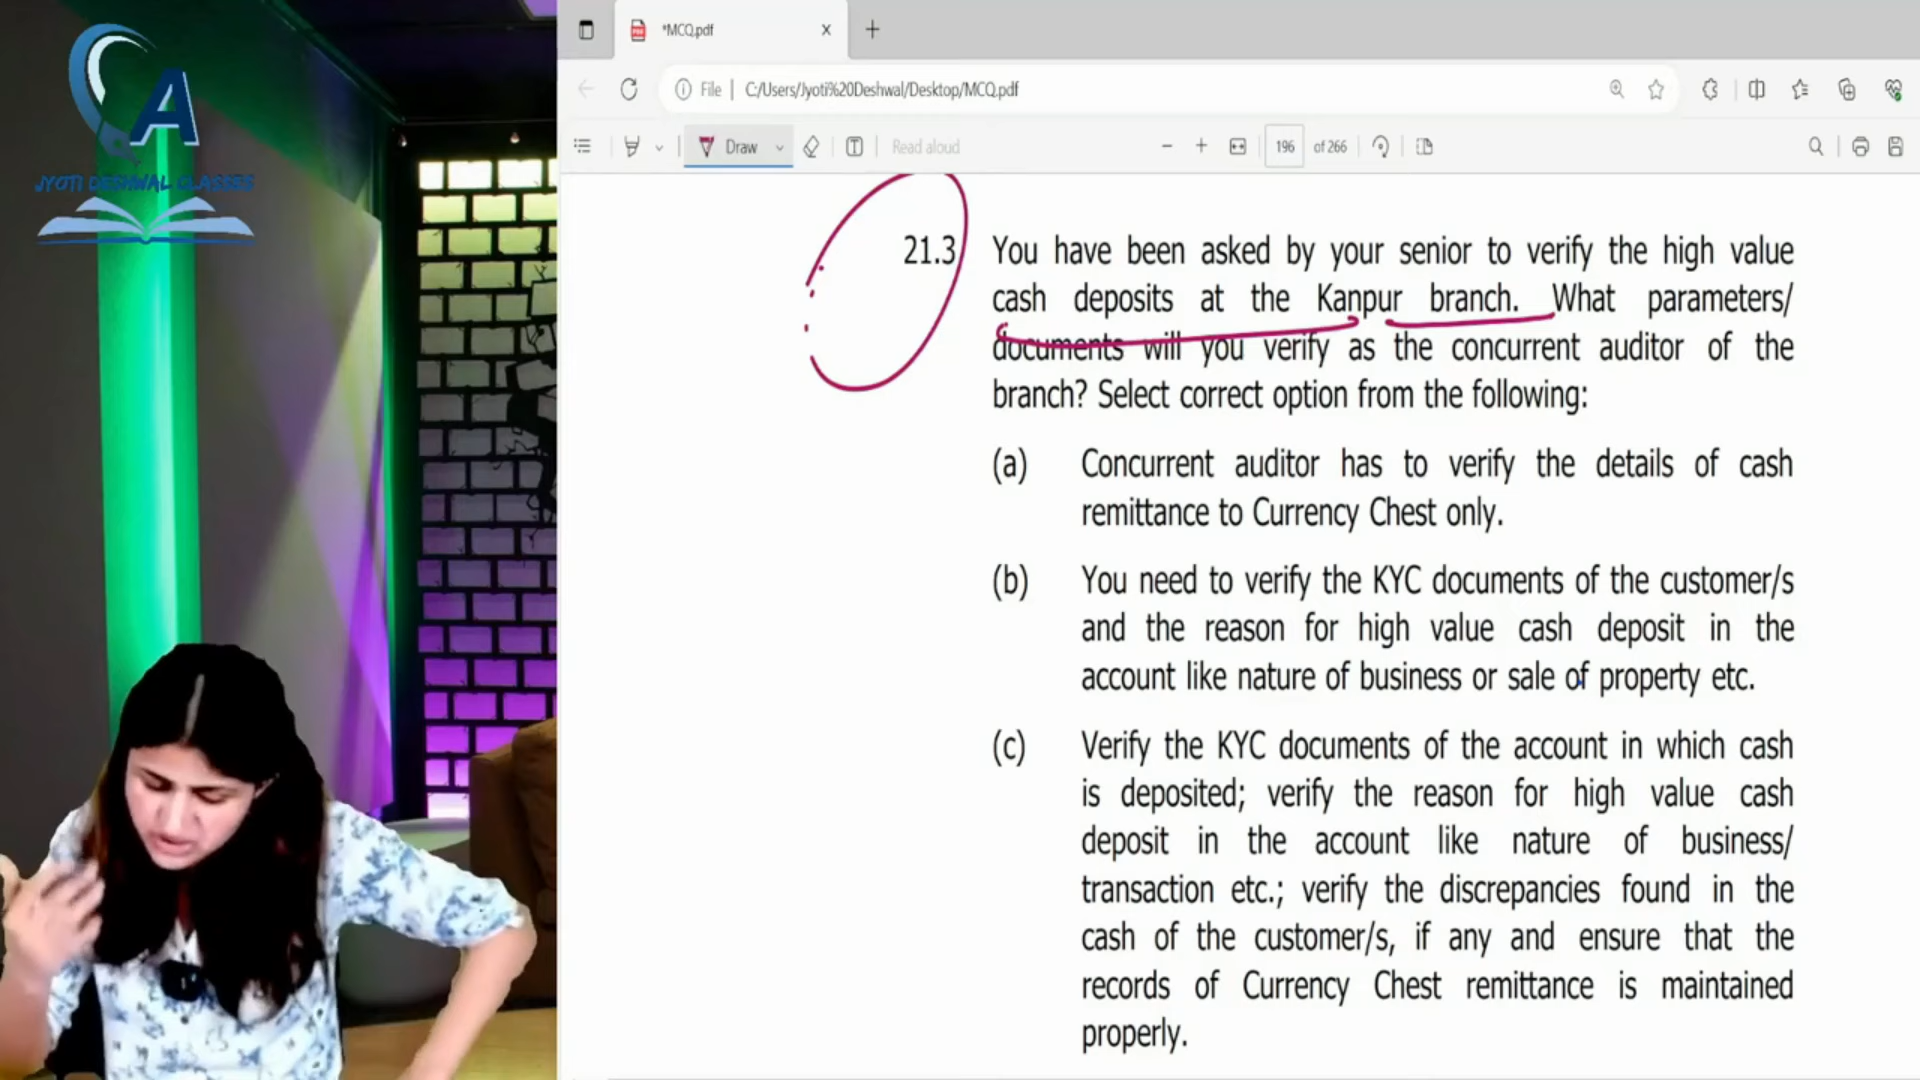 A
JYOTI DESHWAL CLASSES
*MCQ.pdf
File | C:/Users/Jyoti%20Deshwal/Desktop/MCQ.pdf
Draw
Read aloud
196 of 266
21.3 You have been asked by your senior to verify the high value
cash deposits at the Kanpur branch. What parameters/
documents will you verify as the concurrent auditor of the
branch? Select correct option from the following:
(a) Concurrent auditor has to verify the details of cash
remittance to Currency Chest only.
(b) You need to verify the KYC documents of the customer/s
and the reason for high value cash deposit in the
account like nature of business or sale of property etc.
(c) Verify the KYC documents of the account in which cash
is deposited; verify the reason for high value cash
deposit in the account like nature of business/
transaction etc.; verify the discrepancies found in the
cash of the customer/s, if any and ensure that the
records of Currency Chest remittance is maintained
properly.